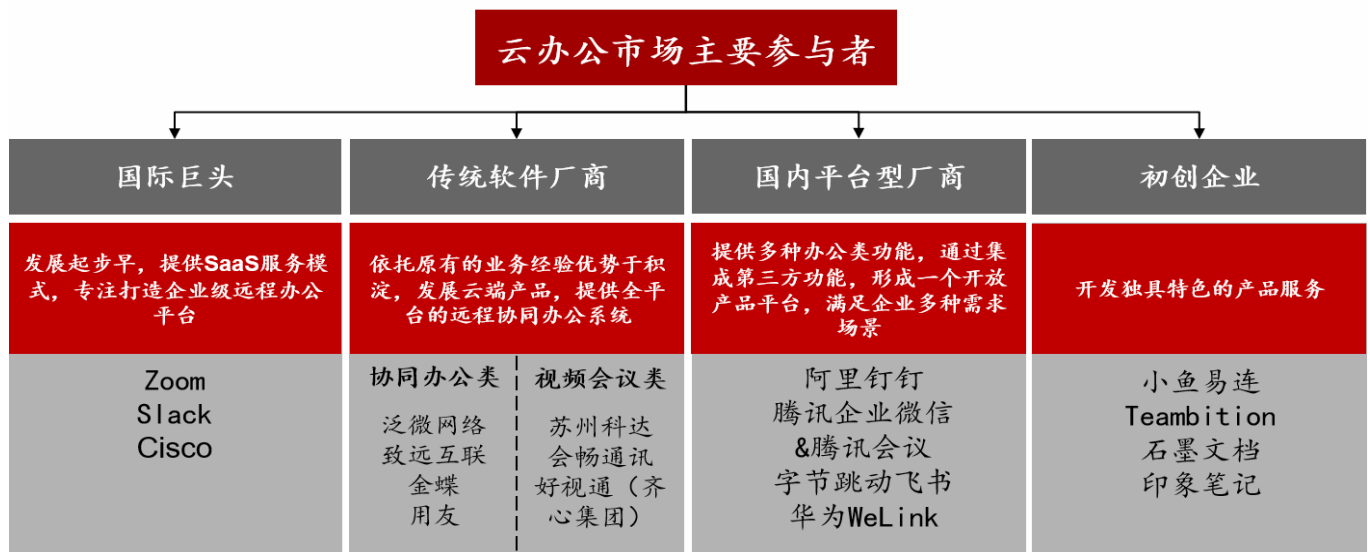 云办公市场主要参与者
国际巨头
发展起步早，提供SaaS服务模
式，专注打造企业级远程办公
平台
Zoom
Slack
Cisco
传统软件厂商
依托原有的业务经验优势于积
淀，发展云端产品，提供全平
台的远程协同办公系统
协同办公类
泛微网络
致远互联
金蝶
用友
视频会议类
苏州科达
会畅通讯
好视通（齐
心集团）
国内平台型厂商
提供多种办公类功能，通过集
成第三方功能，形成一个开放
产品平台，满足企业多种需求
场景
阿里钉钉
腾讯企业微信
&腾讯会议
字节跳动飞书
华为WeLink
初创企业
开发独具特色的产品服务
小鱼易连
Teambition
石墨文档
印象笔记